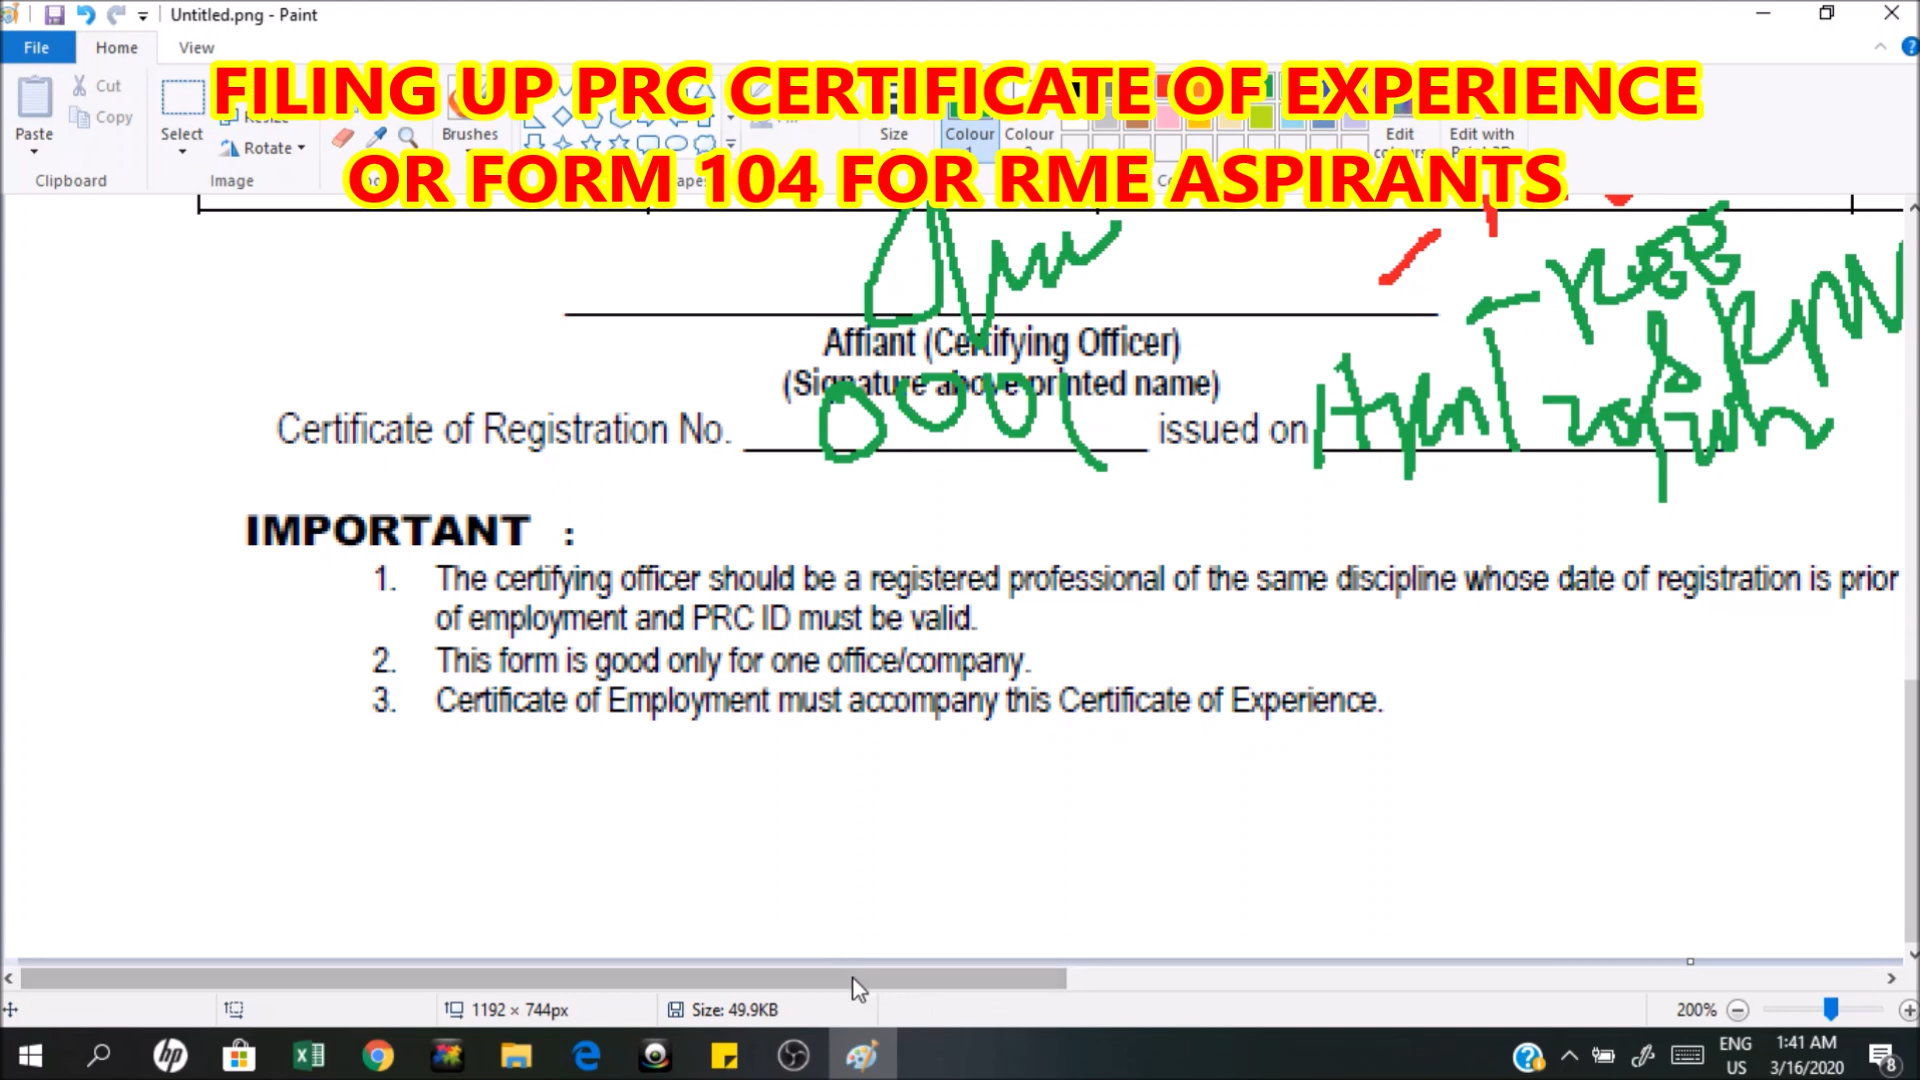 Untitled.png - Paint
File Home View
FILING UP PRC CERTIFICATE OF EXPERIENCE
OR FORM 104 FOR RME ASPIRANTS
Cut
Copy
Paste
Select
Rotate
Brushes
Size
Colour
Colour
Edit
Edit with
Clipboard
Image
Affiant (Certifying Officer)
(Signature above printed name)
Certificate of Registration No. 0001 issued on
IMPORTANT :
1. The certifying officer should be a registered professional of the same discipline whose date of registration is prior
of employment and PRC ID must be valid.
2. This form is good only for one office/company.
3. Certificate of Employment must accompany this Certificate of Experience.
1192 × 744px
Size: 49.9KB
200%
ENG
US
1:41 AM
3/16/2020
8